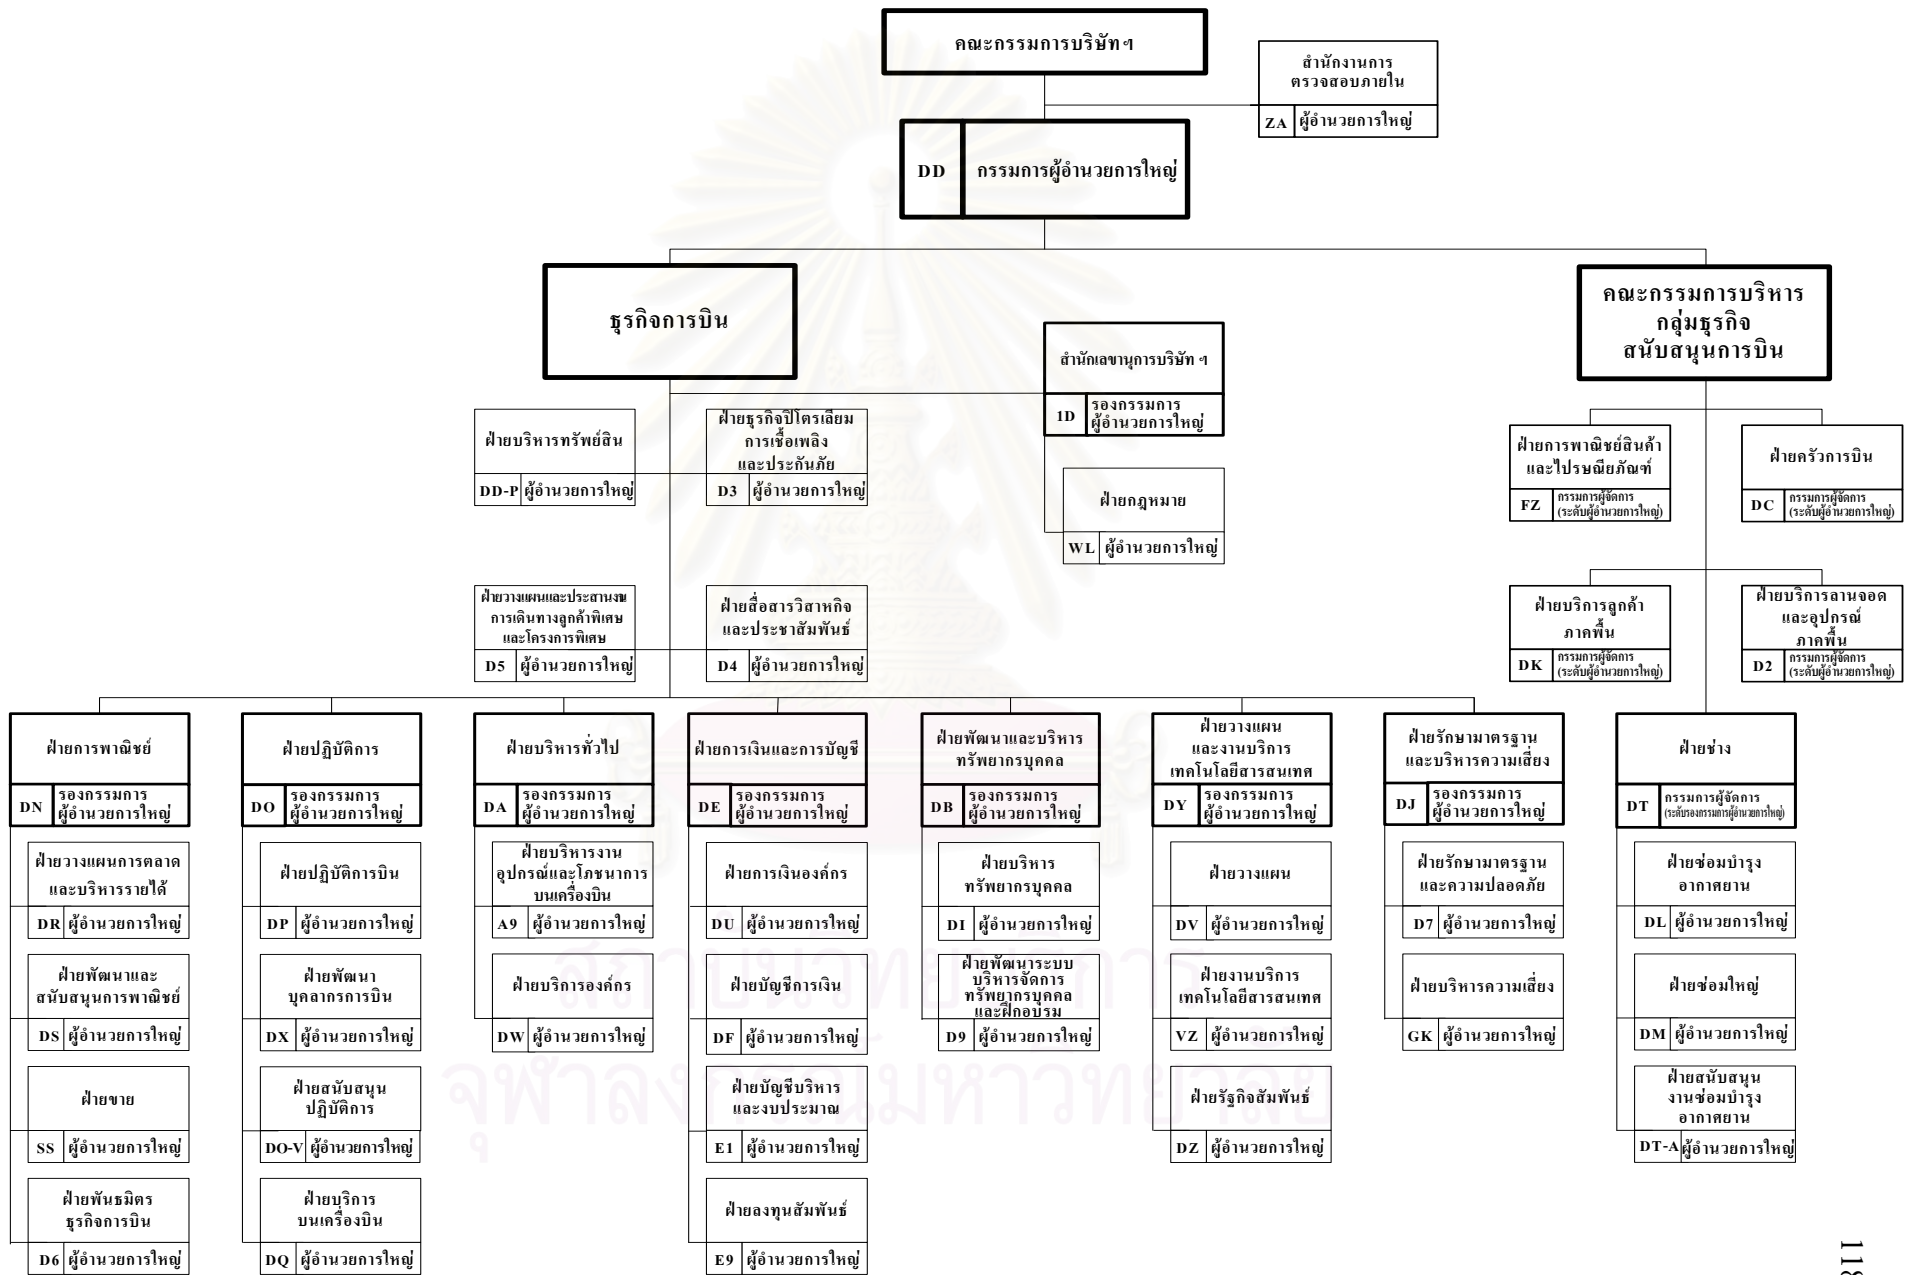 คณะกรรมการบริษัทฯ
สำนักงานการ
ตรวจสอบภายใน
ZA ผู้อำนวยการใหญ่
DD กรรมการผู้อำนวยการใหญ่
ธุรกิจการบิน
คณะกรรมการบริหาร
กลุ่มธุรกิจ
สนับสนุนการบิน
สำนักเลขานุการบริษัท ฯ
1D รองกรรมการ
ผู้อำนวยการใหญ่
ฝ่ายบริหารทรัพย์สิน
DD-P ผู้อำนวยการใหญ่
ฝ่ายธุรกิจปิโตรเลียม
การเชื้อเพลิง
และประกันภัย
D3 ผู้อำนวยการใหญ่
ฝ่ายกฎหมาย
WL ผู้อำนวยการใหญ่
ฝ่ายการพาณิชย์สินค้า
และไปรษณียภัณฑ์
FZ กรรมการผู้จัดการ
(ระดับผู้อำนวยการใหญ่)
ฝ่ายครัวการบิน
DC กรรมการผู้จัดการ
(ระดับผู้อำนวยการใหญ่)
ฝ่ายวางแผนและประสานงาน
การเดินทางลูกค้าพิเศษ
และโครงการพิเศษ
D5 ผู้อำนวยการใหญ่
ฝ่ายสื่อสารวิสาหกิจ
และประชาสัมพันธ์
D4 ผู้อำนวยการใหญ่
ฝ่ายบริการลูกค้า
ภาคพื้น
DK กรรมการผู้จัดการ
(ระดับผู้อำนวยการใหญ่)
ฝ่ายบริการลานจอด
และอุปกรณ์
ภาคพื้น
D2 กรรมการผู้จัดการ
(ระดับผู้อำนวยการใหญ่)
ฝ่ายการพาณิชย์
DN รองกรรมการ
ผู้อำนวยการใหญ่
ฝ่ายวางแผนการตลาด
และบริหารรายได้
DR ผู้อำนวยการใหญ่
ฝ่ายพัฒนาและ
สนับสนุนการพาณิชย์
DS ผู้อำนวยการใหญ่
ฝ่ายขาย
SS ผู้อำนวยการใหญ่
ฝ่ายพันธมิตร
ธุรกิจการบิน
D6 ผู้อำนวยการใหญ่
ฝ่ายปฏิบัติการ
DO รองกรรมการ
ผู้อำนวยการใหญ่
ฝ่ายปฏิบัติการบิน
DP ผู้อำนวยการใหญ่
ฝ่ายพัฒนา
บุคลากรการบิน
DX ผู้อำนวยการใหญ่
ฝ่ายสนับสนุน
ปฏิบัติการ
DO-V ผู้อำนวยการใหญ่
ฝ่ายบริการ
บนเครื่องบิน
DQ ผู้อำนวยการใหญ่
ฝ่ายบริหารทั่วไป
DA รองกรรมการ
ผู้อำนวยการใหญ่
ฝ่ายบริหารงาน
อุปกรณ์และโภชนาการ
บนเครื่องบิน
A9 ผู้อำนวยการใหญ่
ฝ่ายบริการองค์กร
DW ผู้อำนวยการใหญ่
ฝ่ายการเงินและการบัญชี
DE รองกรรมการ
ผู้อำนวยการใหญ่
ฝ่ายการเงินองค์กร
DU ผู้อำนวยการใหญ่
ฝ่ายบัญชีการเงิน
DF ผู้อำนวยการใหญ่
ฝ่ายบัญชีบริหาร
และงบประมาณ
E1 ผู้อำนวยการใหญ่
ฝ่ายลงทุนสัมพันธ์
E9 ผู้อำนวยการใหญ่
ฝ่ายพัฒนาและบริหาร
ทรัพยากรบุคคล
DB รองกรรมการ
ผู้อำนวยการใหญ่
ฝ่ายบริหาร
ทรัพยากรบุคคล
DI ผู้อำนวยการใหญ่
ฝ่ายพัฒนาระบบ
บริหารจัดการ
ทรัพยากรบุคคล
และฝึกอบรม
D9 ผู้อำนวยการใหญ่
ฝ่ายวางแผน
และงานบริการ
เทคโนโลยีสารสนเทศ
DY รองกรรมการ
ผู้อำนวยการใหญ่
ฝ่ายวางแผน
DV ผู้อำนวยการใหญ่
ฝ่ายงานบริการ
เทคโนโลยีสารสนเทศ
VZ ผู้อำนวยการใหญ่
ฝ่ายรัฐกิจสัมพันธ์
DZ ผู้อำนวยการใหญ่
ฝ่ายรักษามาตรฐาน
และบริหารความเสี่ยง
DJ รองกรรมการ
ผู้อำนวยการใหญ่
ฝ่ายรักษามาตรฐาน
และความปลอดภัย
D7 ผู้อำนวยการใหญ่
ฝ่ายบริหารความเสี่ยง
GK ผู้อำนวยการใหญ่
ฝ่ายช่าง
DT กรรมการผู้จัดการ
(ระดับรองกรรมการผู้อำนวยการใหญ่)
ฝ่ายซ่อมบำรุง
อากาศยาน
DL ผู้อำนวยการใหญ่
ฝ่ายซ่อมใหญ่
DM ผู้อำนวยการใหญ่
ฝ่ายสนับสนุน
งานซ่อมบำรุง
อากาศยาน
DT-A ผู้อำนวยการใหญ่
สถาบันวิทยบริการ
จุฬาลงกรณ์มหาวิทยาลัย
118